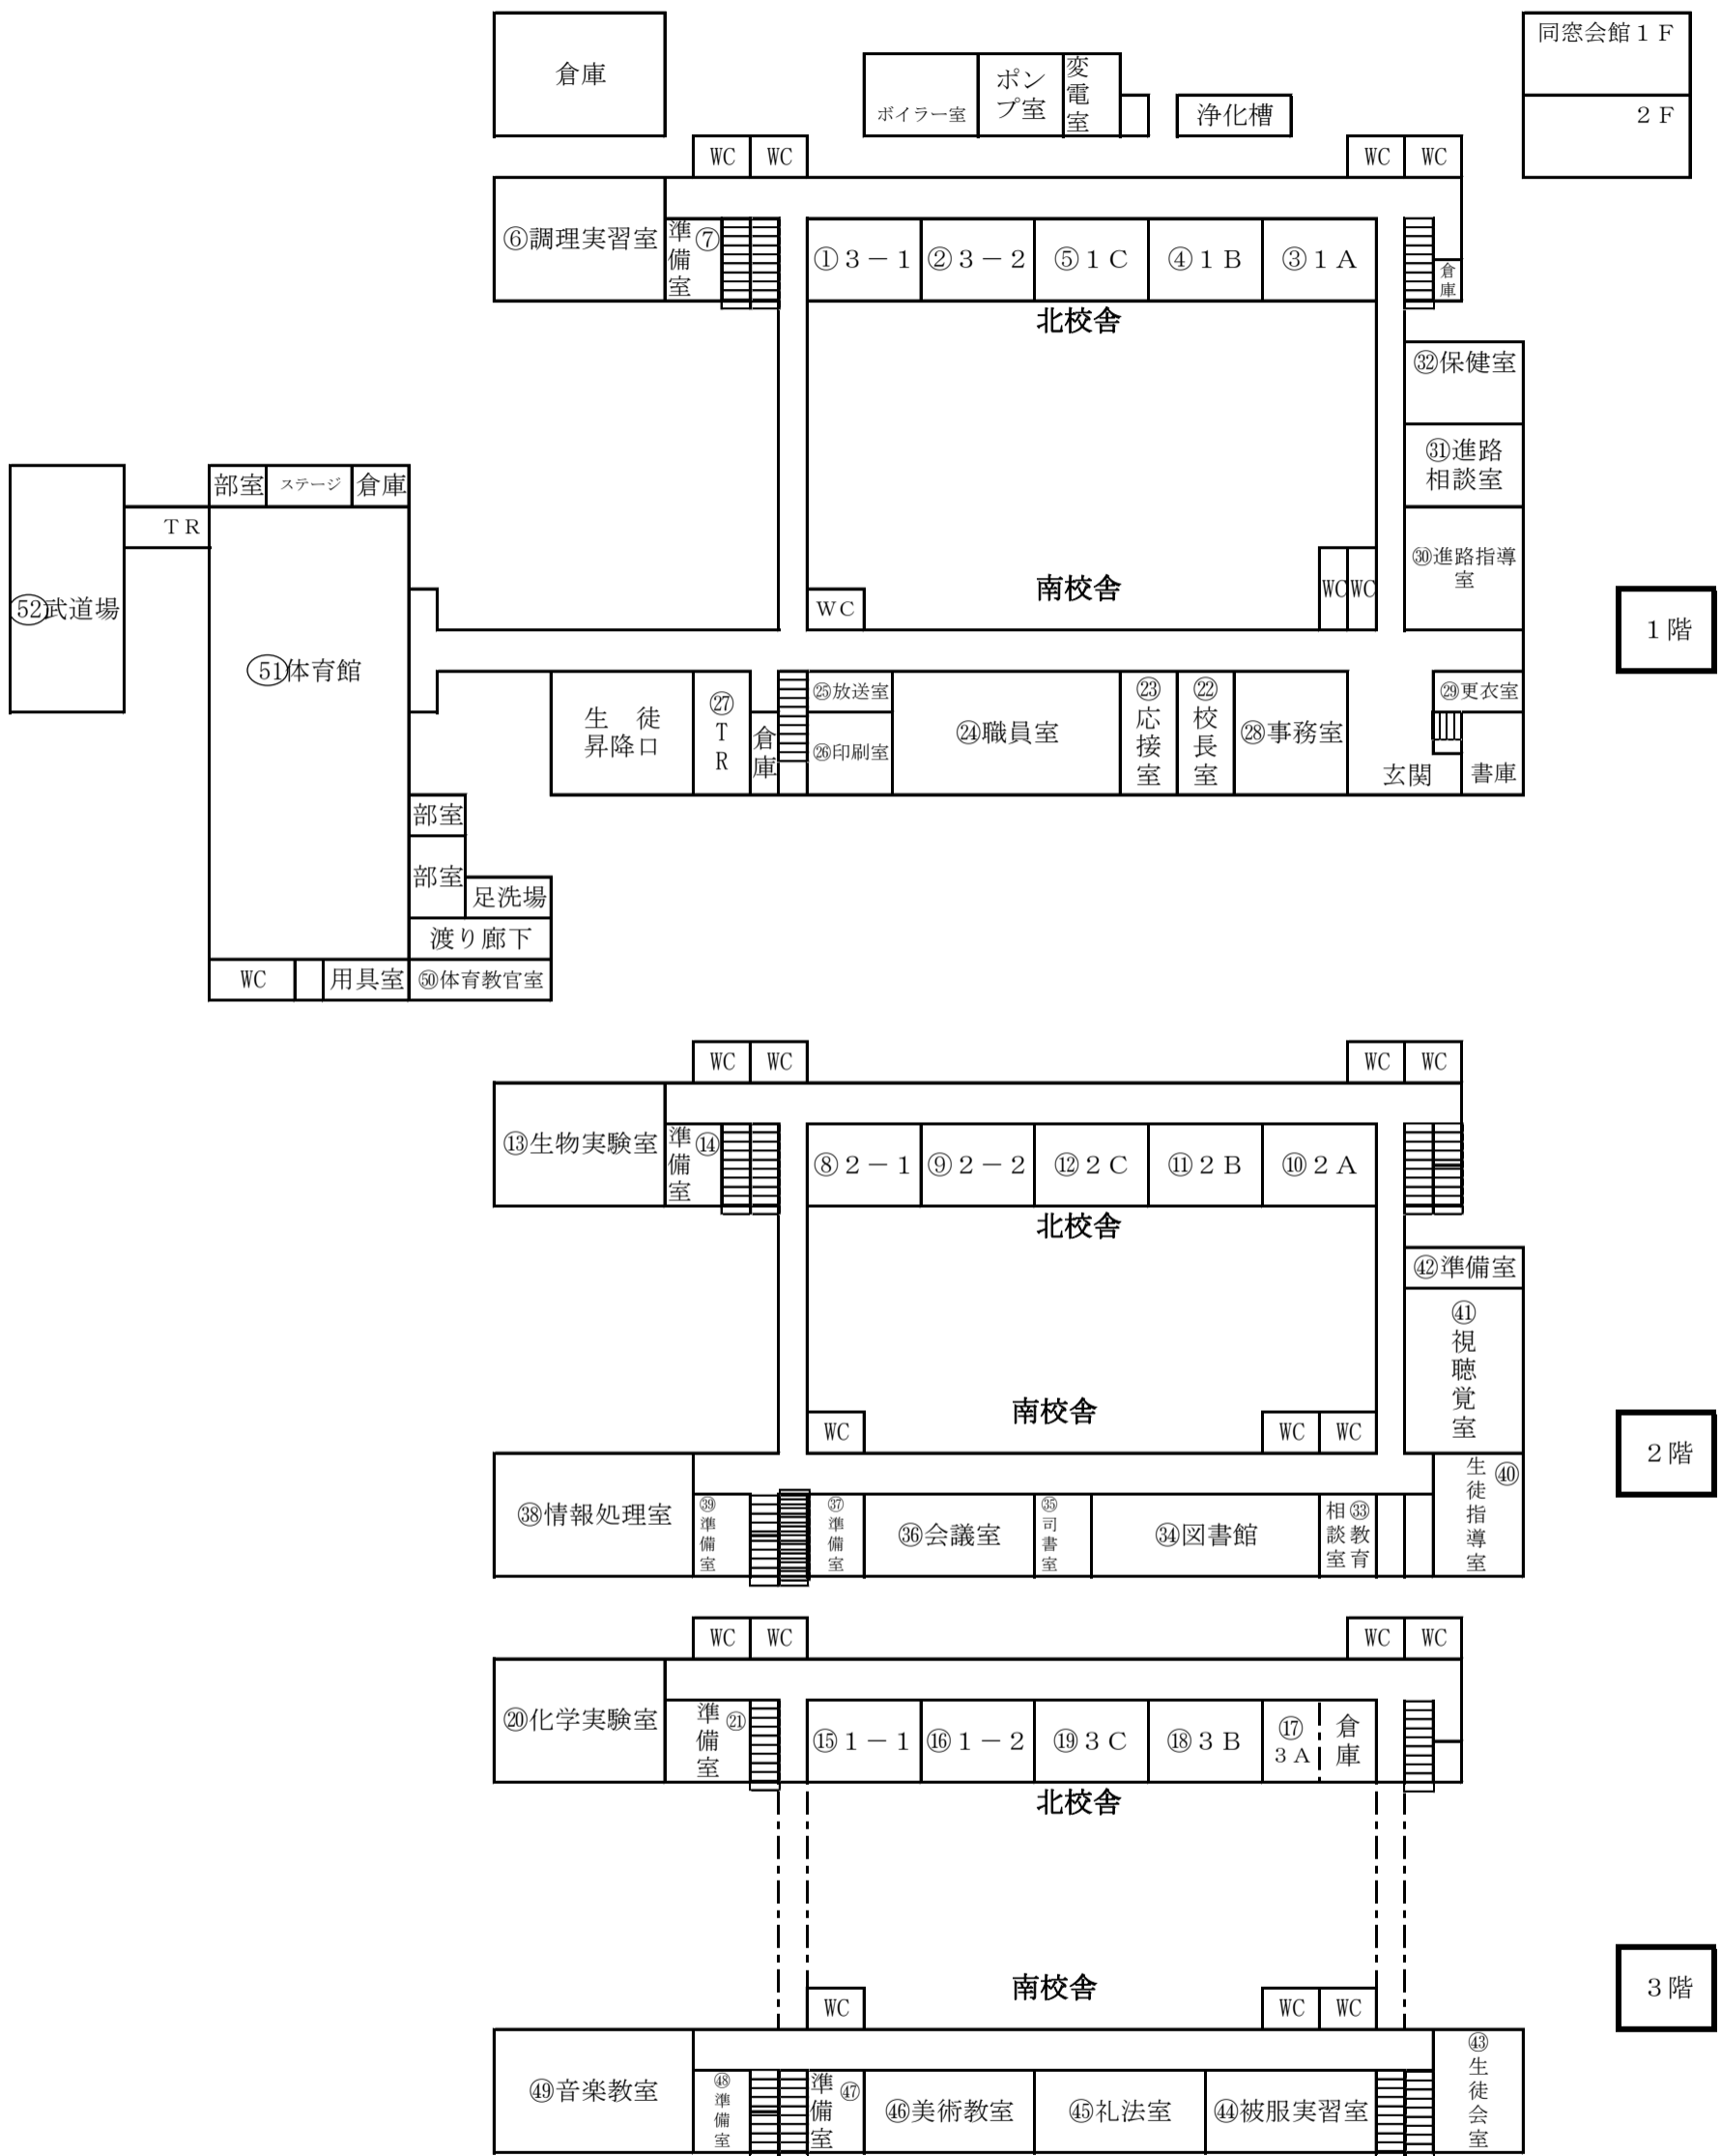 同窓会館１Ｆ
２Ｆ
倉庫
ボイラー室
ポン
プ室
変電室
浄化槽
WC
WC
WC
WC
⑥調理実習室
準備室
⑦
①３－１
②３－２
⑤１Ｃ
④１Ｂ
③１Ａ
倉庫
北校舎
㉜保健室
㉛進路
相談室
㉚進路指導
室
部室
ステージ
倉庫
ＴＲ
52武道場
51体育館
南校舎
ＷＣ
WC
WC
１階
生　徒
昇降口
㉗ＴＲ
倉庫
㉕放送室
㉖印刷室
㉔職員室
㉓応接室
㉒校長室
㉘事務室
玄関
㉙更衣室
書庫
部室
部室
足洗場
渡り廊下
WC
用具室
㊿体育教官室
WC
WC
WC
WC
⑬生物実験室
準備室
⑭
⑧２－１
⑨２－２
⑫２Ｃ
⑪２Ｂ
⑩２Ａ
北校舎
㊷準備室
㊶視聴覚室
南校舎
WC
WC
WC
２階
㊳情報処理室
㊴準備室
㊲準備室
㊱会議室
㉟司書室
㉞図書館
㉝教育
相談室
生徒指導室
㊵
WC
WC
WC
WC
⑳化学実験室
準備室
㉑
⑮１－１
⑯１－２
⑲３Ｃ
⑱３Ｂ
⑰
３Ａ
倉庫
北校舎
南校舎
WC
WC
WC
３階
㊾音楽教室
㊽準備室
準備室
㊼
㊻美術教室
㊺礼法室
㊹被服実習室
㊸生徒会室